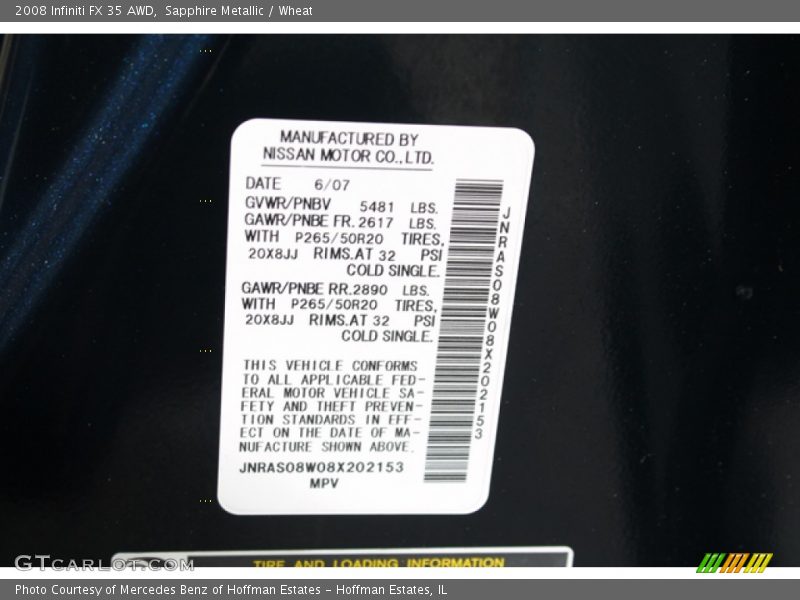 2008 Infiniti FX 35 AWD, Sapphire Metallic / Wheat
MANUFACTURED BY
NISSAN MOTOR CO., LTD.
DATE 6/07
GVWR/PNBV 5481 LBS.
GAWR/PNBE FR. 2617 LBS.
WITH P265/50R20 TIRES,
20X8JJ RIMS. AT 32 PSI
COLD SINGLE.
GAWR/PNBE RR. 2890 LBS.
WITH P265/50R20 TIRES,
20X8JJ RIMS. AT 32 PSI
COLD SINGLE.
THIS VEHICLE CONFORMS
TO ALL APPLICABLE FED-
ERAL MOTOR VEHICLE SA-
FETY AND THEFT PREVEN-
TION STANDARDS IN EFF-
ECT ON THE DATE OF MA-
NUFACTURE SHOWN ABOVE.
JNRAS08W08X202153
MPV
JNRAS08W08X202153
TIRE AND LOADING INFORMATION
GTCARLOT.COM
Photo Courtesy of Mercedes Benz of Hoffman Estates - Hoffman Estates, IL